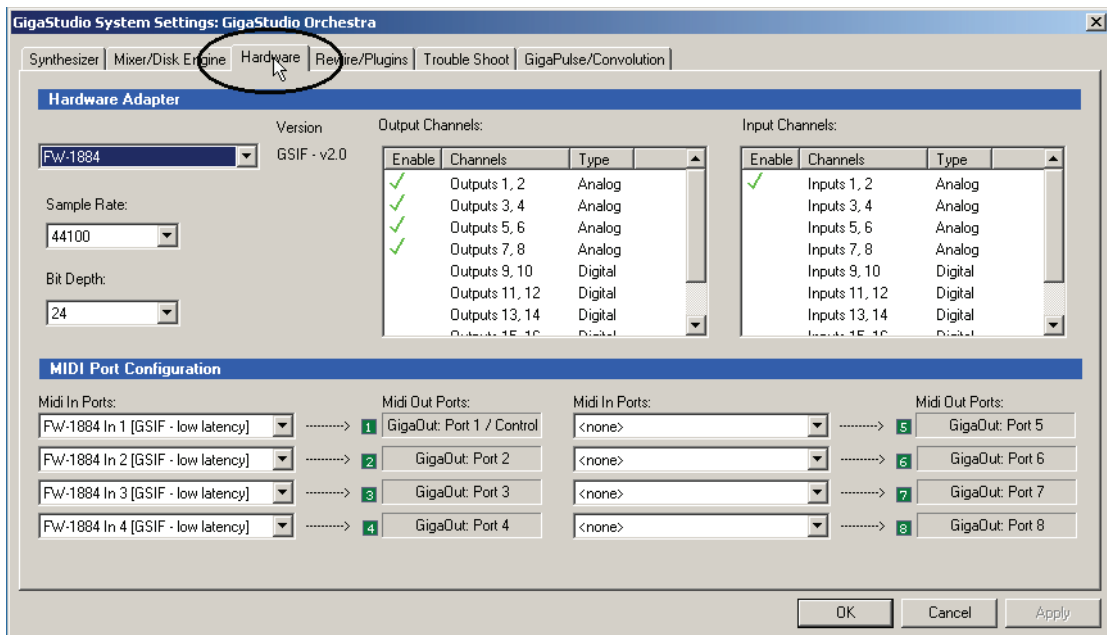 GigaStudio System Settings: GigaStudio Orchestra
Synthesizer Mixer/Disk Engine Hardware Rewire/Plugins Trouble Shoot GigaPulse/Convolution
Hardware Adapter
FW-1884
Version
GSIF - v2.0
Sample Rate:
44100
Bit Depth:
24
Output Channels:
Enable Channels Type
Outputs 1, 2 Analog
Outputs 3, 4 Analog
Outputs 5, 6 Analog
Outputs 7, 8 Analog
Outputs 9, 10 Digital
Outputs 11, 12 Digital
Outputs 13, 14 Digital
Outputs 15, 16 Digital
Input Channels:
Enable Channels Type
Inputs 1, 2 Analog
Inputs 3, 4 Analog
Inputs 5, 6 Analog
Inputs 7, 8 Analog
Inputs 9, 10 Digital
Inputs 11, 12 Digital
Inputs 13, 14 Digital
Inputs 15, 16 Digital
MIDI Port Configuration
Midi In Ports: Midi Out Ports: Midi In Ports: Midi Out Ports:
FW-1884 In 1 [GSIF - low latency] 1 GigaOut: Port 1 / Control <none> 5 GigaOut: Port 5
FW-1884 In 2 [GSIF - low latency] 2 GigaOut: Port 2 <none> 6 GigaOut: Port 6
FW-1884 In 3 [GSIF - low latency] 3 GigaOut: Port 3 <none> 7 GigaOut: Port 7
FW-1884 In 4 [GSIF - low latency] 4 GigaOut: Port 4 <none> 8 GigaOut: Port 8
OK Cancel Apply